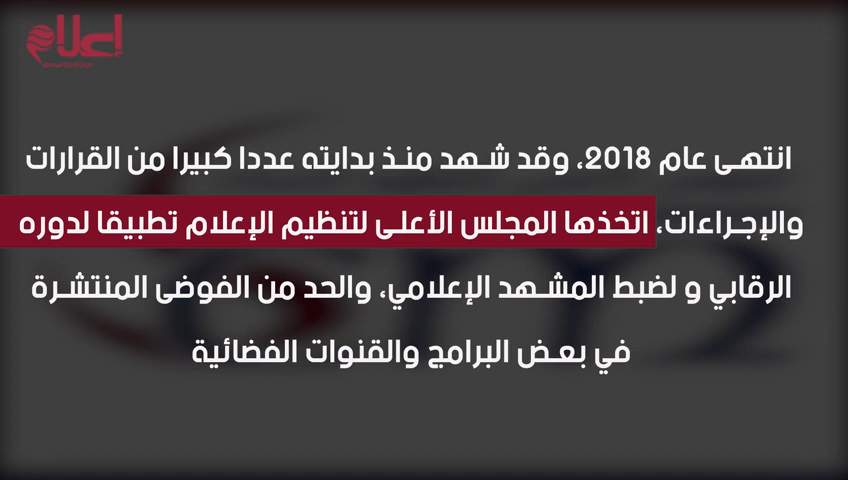 إعلام
انتهى عام 2018، وقد شهد منذ بدايته عددا كبيرا من القرارات
والإجراءات، اتخذها المجلس الأعلى لتنظيم الإعلام تطبيقا لدوره
الرقابي و لضبط المشهد الإعلامي، والحد من الفوضى المنتشرة
في بعض البرامج والقنوات الفضائية